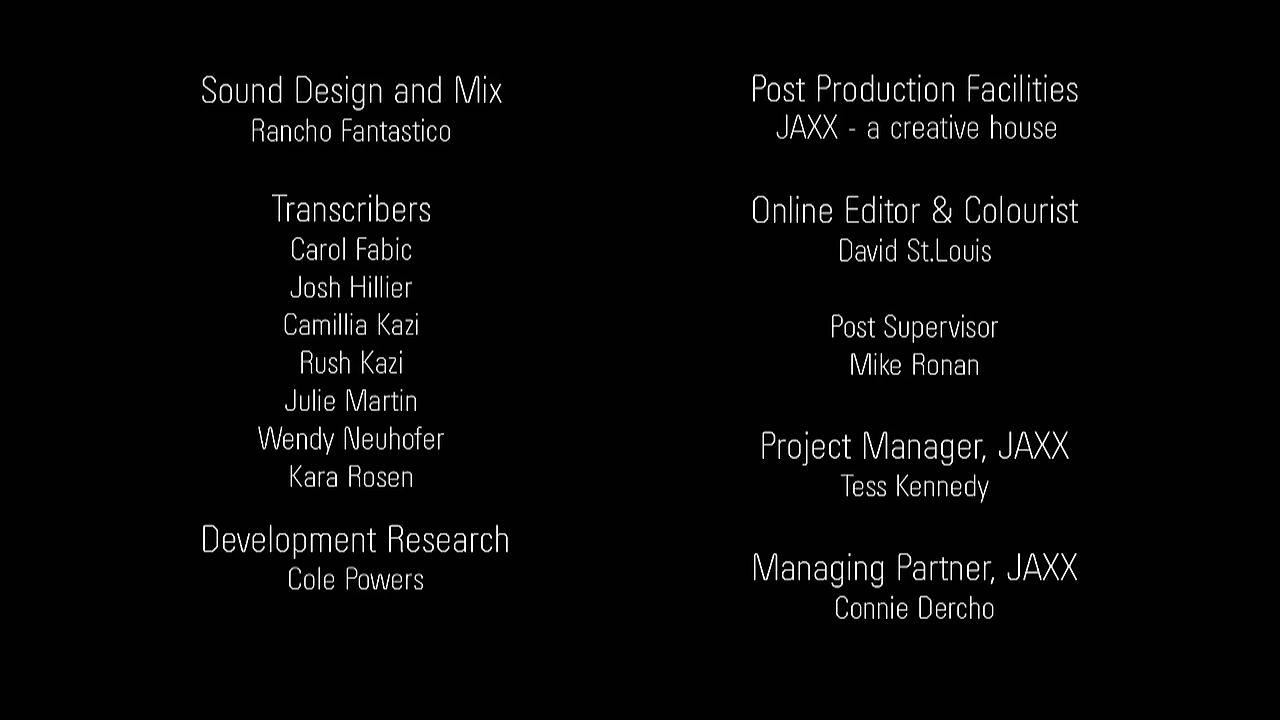 Sound Design and Mix
Rancho Fantastico
Transcribers
Carol Fabic
Josh Hillier
Camillia Kazi
Rush Kazi
Julie Martin
Wendy Neuhofer
Kara Rosen
Development Research
Cole Powers
Post Production Facilities
JAXX - a creative house
Online Editor & Colourist
David St.Louis
Post Supervisor
Mike Ronan
Project Manager, JAXX
Tess Kennedy
Managing Partner, JAXX
Connie Dercho